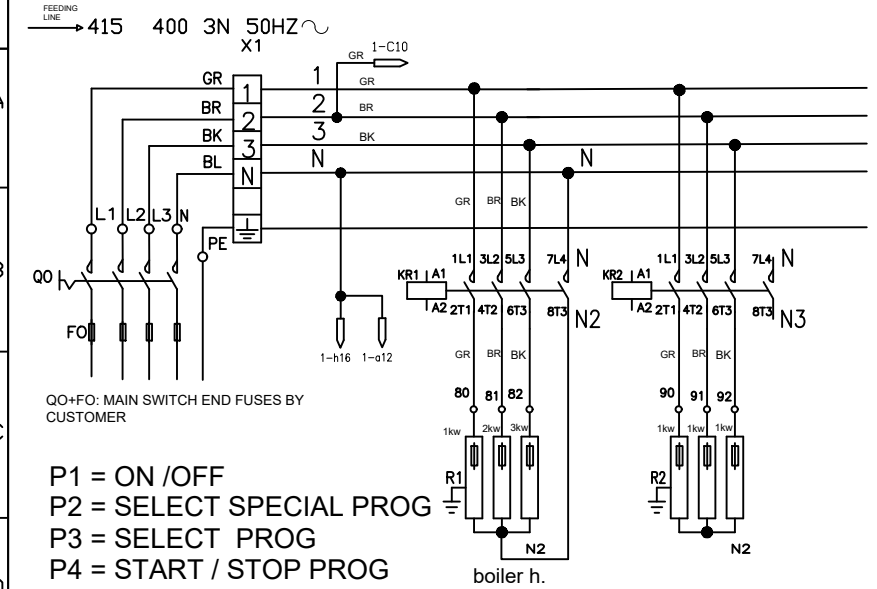 FEEDING
LINE
415 400 3N 50HZ
X1
GR 1-C10
GR 1 1 GR
BR 2 2 BR
BK 3 3 BK
BL N N N
L1 L2 L3 N
PE
GR BR BK
QO
FO
1L1 3L2 5L3 7L4 N
KR1 A1
A2 2T1 4T2 6T3 8T3 N2
1L1 3L2 5L3 7L4 N
KR2 A1
A2 2T1 4T2 6T3 8T3 N3
1-h16 1-a12
GR BR BK
GR BR BK
80 81 82
90 91 92
1kw 2kw 3kw
1kw 1kw 1kw
R1
R2
N2
N2
boiler h.
QO+FO: MAIN SWITCH END FUSES BY
CUSTOMER
P1 = ON /OFF
P2 = SELECT SPECIAL PROG
P3 = SELECT PROG
P4 = START / STOP PROG